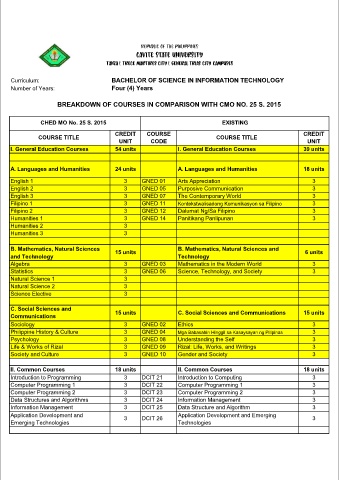 REPUBLIC OF THE PHILIPPINES
CAVITE STATE UNIVERSITY
TANZA | TRECE MARTIRES CITY | GENERAL TRIAS CITY CAMPUSES
Curriculum: BACHELOR OF SCIENCE IN INFORMATION TECHNOLOGY
Number of Years: Four (4) Years
BREAKDOWN OF COURSES IN COMPARISON WITH CMO NO. 25 S. 2015
CHED MO No. 25 S. 2015 EXISTING
COURSE TITLE CREDIT UNIT COURSE CODE COURSE TITLE CREDIT UNIT
I. General Education Courses 54 units I. General Education Courses 39 units
A. Languages and Humanities 24 units A. Languages and Humanities 18 units
English 1 3 GNED 01 Arts Appreciation 3
English 2 3 GNED 05 Purposive Communication 3
English 3 3 GNED 07 The Contemporary World 3
Filipino 1 3 GNED 11 Kontekstwalisadong Komunikasyon sa Filipino 3
Filipino 2 3 GNED 12 Dalumat Ng/Sa Filipino 3
Humanities 1 3 GNED 14 Panitikang Panlipunan 3
Humanities 2 3
Humanities 3 3
B. Mathematics, Natural Sciences and Technology 15 units B. Mathematics, Natural Sciences and Technology 6 units
Algebra 3 GNED 03 Mathematics in the Modern World 3
Statistics 3 GNED 06 Science, Technology, and Society 3
Natural Science 1 3
Natural Science 2 3
Science Elective 3
C. Social Sciences and Communications 15 units C. Social Sciences and Communications 15 units
Sociology 3 GNED 02 Ethics 3
Philippine History & Culture 3 GNED 04 Mga Babasahin Hinggil sa Kasaysayan ng Pilipinas 3
Psychology 3 GNED 08 Understanding the Self 3
Life & Works of Rizal 3 GNED 09 Rizal: Life, Works, and Writings 3
Society and Culture 3 GNED 10 Gender and Society 3
II. Common Courses 18 units II. Common Courses 18 units
Introduction to Programming 3 DCIT 21 Introduction to Computing 3
Computer Programming 1 3 DCIT 22 Computer Programming 1 3
Computer Programming 2 3 DCIT 23 Computer Programming 2 3
Data Structures and Algorithms 3 DCIT 24 Information Management 3
Information Management 3 DCIT 25 Data Structure and Algorithm 3
Application Development and Emerging Technologies 3 DCIT 26 Application Development and Emerging Technologies 3